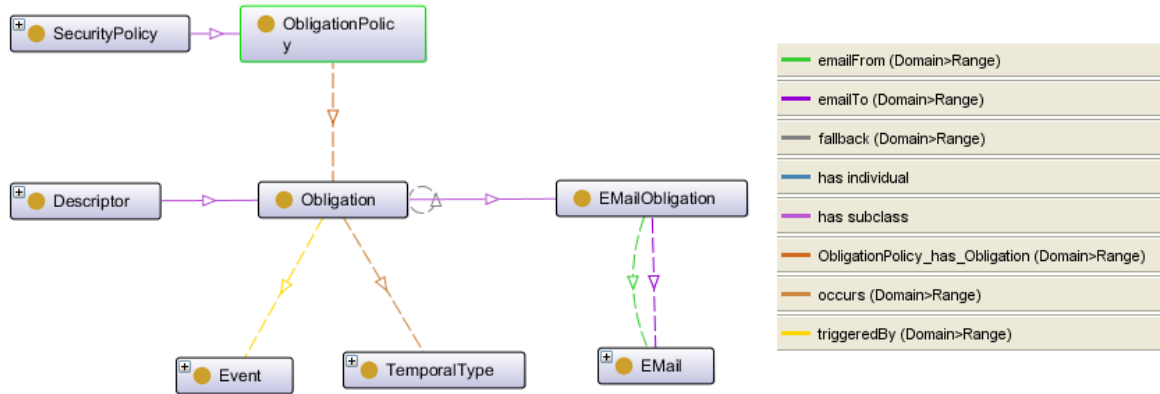 SecurityPolicy
ObligationPolic
y
Descriptor
Obligation
EMailObligation
Event
TemporalType
EMail
emailFrom (Domain>Range)
emailTo (Domain>Range)
fallback (Domain>Range)
has individual
has subclass
ObligationPolicy_has_Obligation (Domain>Range)
occurs (Domain>Range)
triggeredBy (Domain>Range)